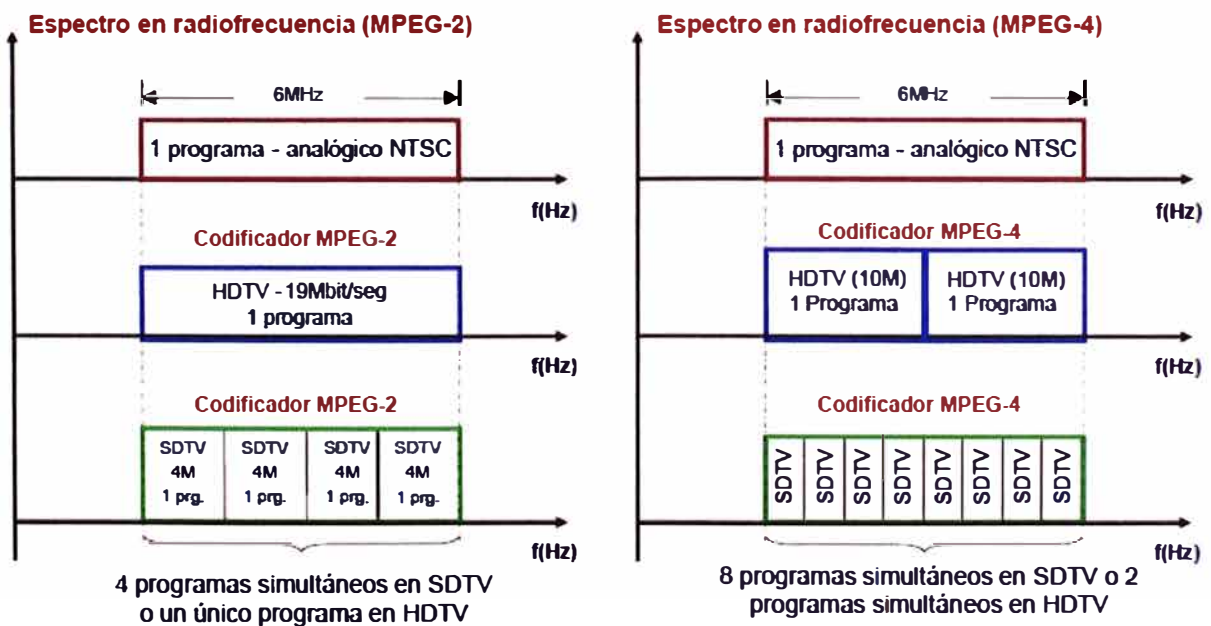 Espectro en radiofrecuencia (MPEG-2)
6MHz
1 programa - analógico NTSC
f(Hz)
Codificador MPEG-2
HDTV - 19Mbit/seg
1 programa
f(Hz)
Codificador MPEG-2
SDTV
4M
1 prg.
SDTV
4M
1 prg.
SDTV
4M
1 prg.
SDTV
4M
1 prg.
f(Hz)
4 programas simultáneos en SDTV
o un único programa en HDTV
Espectro en radiofrecuencia (MPEG-4)
6MHz
1 programa - analógico NTSC
f(Hz)
Codificador MPEG-4
HDTV (10M)
1 Programa
HDTV (10M)
1 Programa
f(Hz)
Codificador MPEG-4
SDTV
SDTV
SDTV
SDTV
SDTV
SDTV
SDTV
SDTV
f(Hz)
8 programas simultáneos en SDTV o 2
programas simultáneos en HDTV